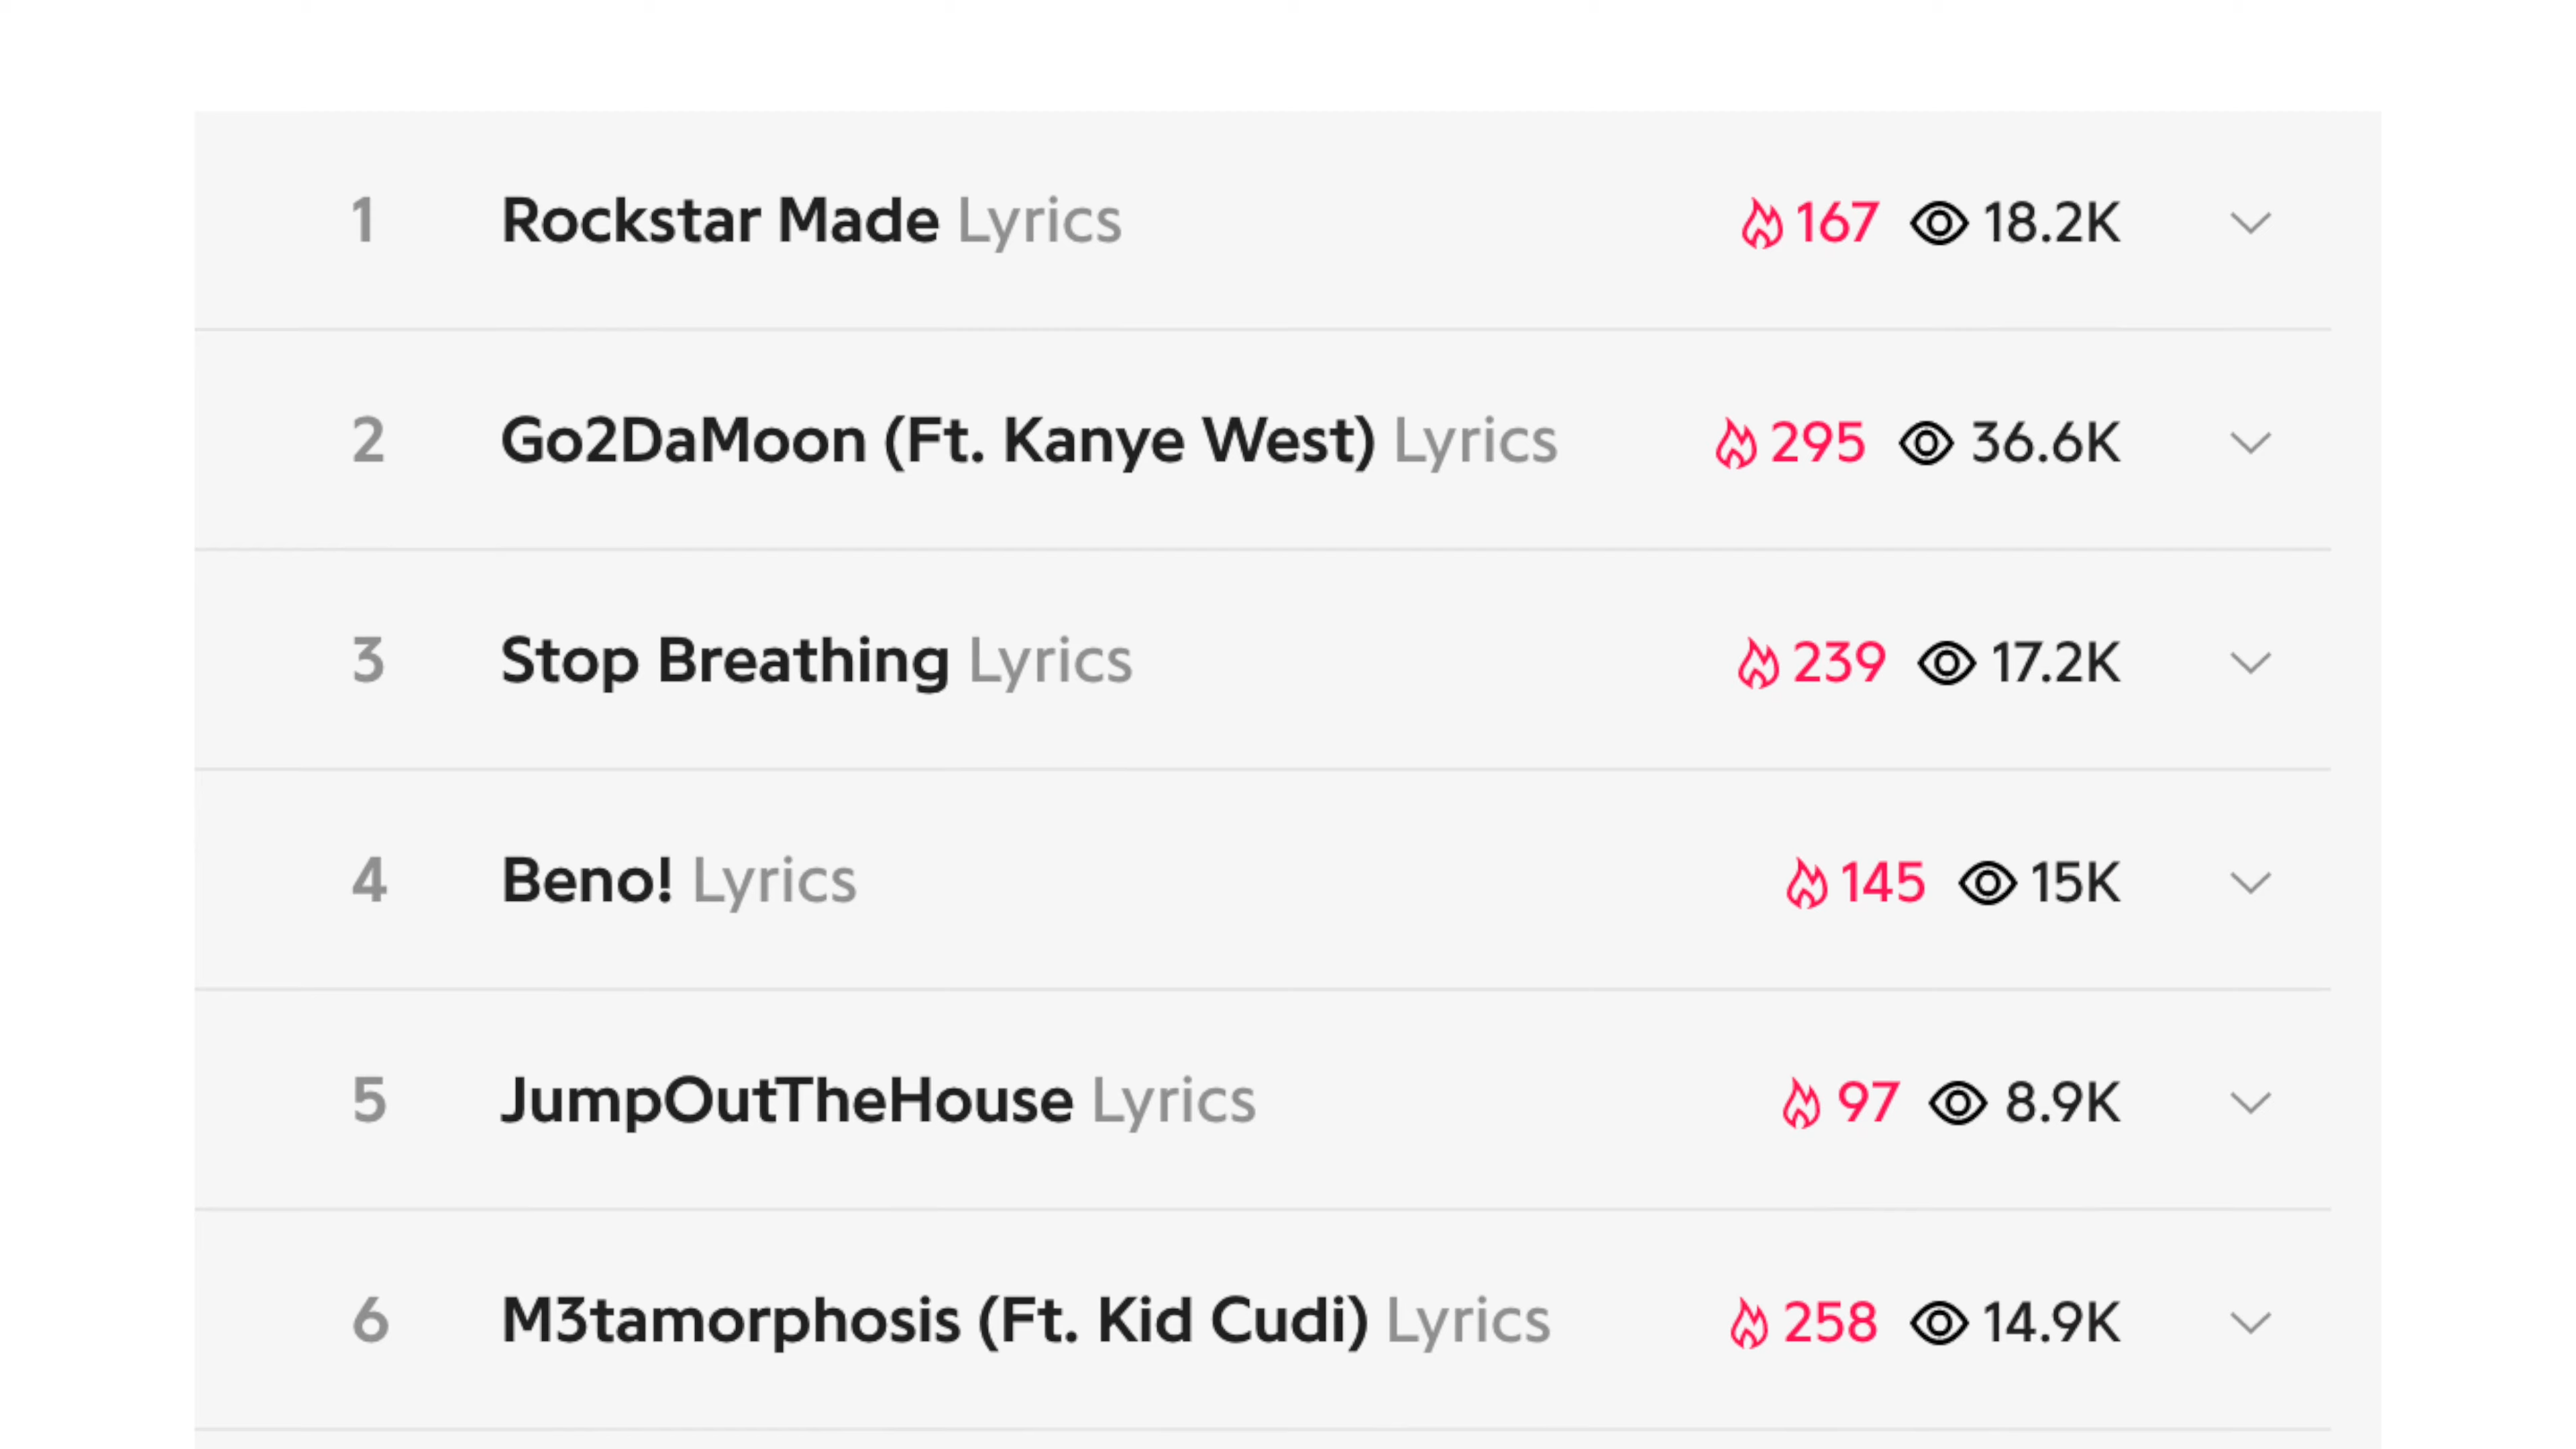 1 Rockstar Made Lyrics 167 18.2K
2 Go2DaMoon (Ft. Kanye West) Lyrics 295 36.6K
3 Stop Breathing Lyrics 239 17.2K
4 Beno! Lyrics 145 15K
5 JumpOutTheHouse Lyrics 97 8.9K
6 M3tamorphosis (Ft. Kid Cudi) Lyrics 258 14.9K